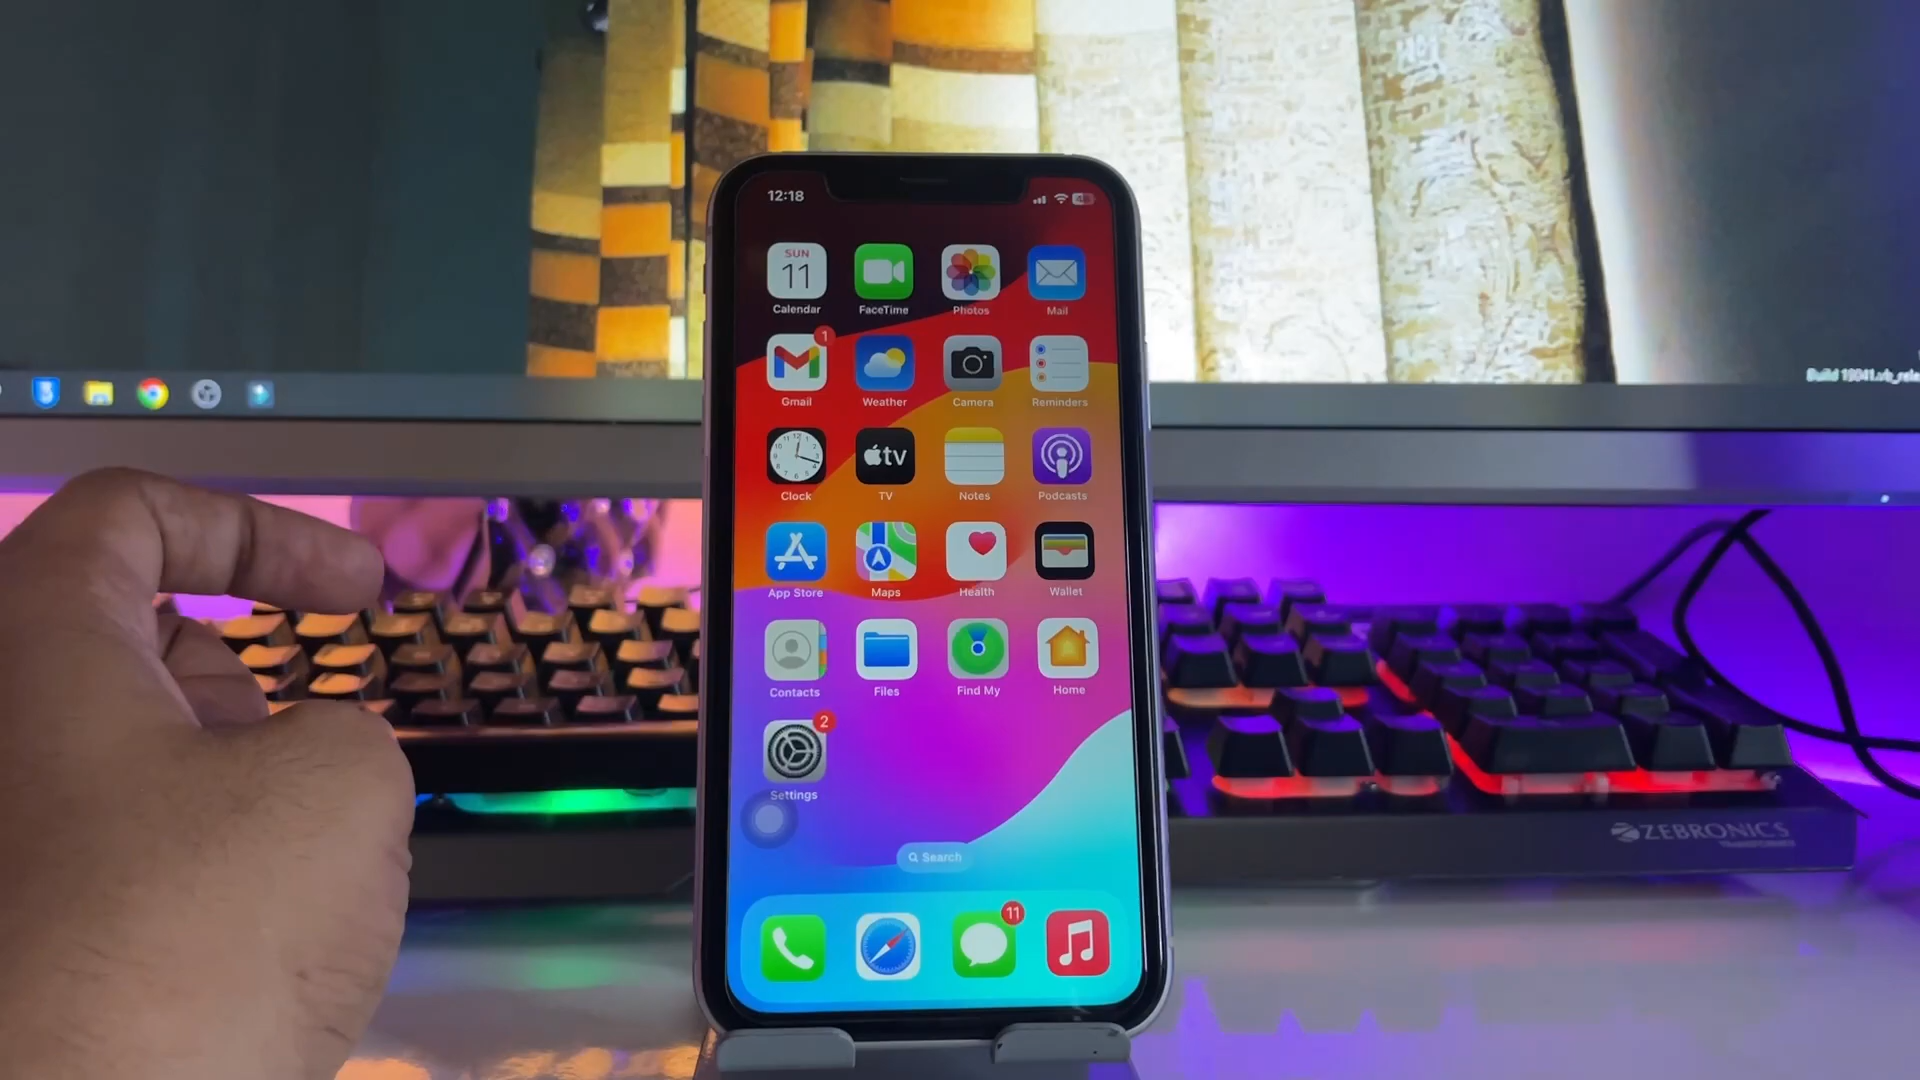 12:18
SUN
11
Calendar
FaceTime
Photos
Mail
1
Gmail
Weather
Camera
Reminders
Clock
tv
TV
Notes
Podcasts
App Store
Maps
Health
Wallet
Contacts
Files
Find My
Home
2
Settings
Search
11
ZEBRONICS